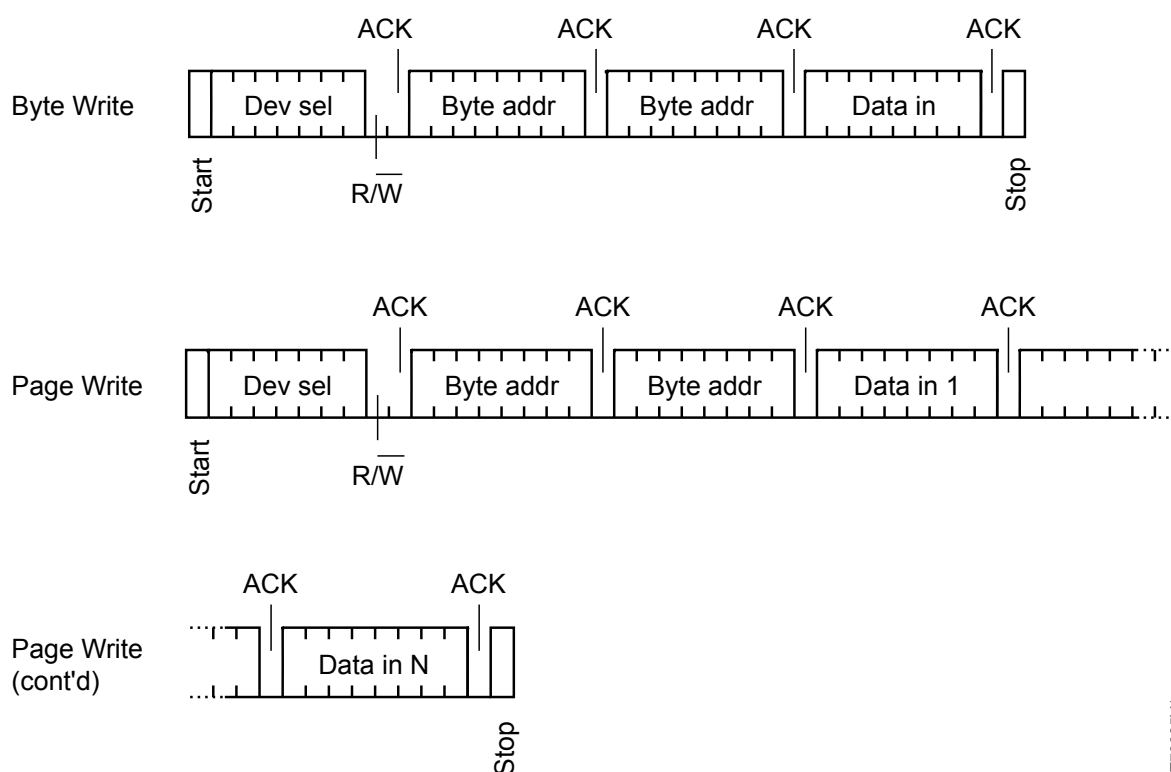 ACK ACK ACK ACK
Byte Write Dev sel Byte addr Byte addr Data in
Start R/W̅ Stop
ACK ACK ACK ACK
Page Write Dev sel Byte addr Byte addr Data in 1
Start R/W̅
ACK ACK
Page Write
(cont'd) Data in N
Stop